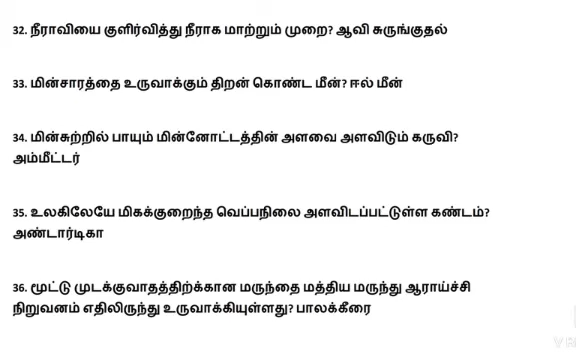 32. நீராவியை குளிர்வித்து நீராக மாற்றும் முறை? ஆவி சுருங்குதல்
33. மின்சாரத்தை உருவாக்கும் திறன் கொண்ட மீன்? ஈல் மீன்
34. மின்சுற்றில் பாயும் மின்னோட்டத்தின் அளவை அளவிடும் கருவி?
அம்மீட்டர்
35. உலகிலேயே மிகக்குறைந்த வெப்பநிலை அளவிடப்பட்டுள்ள கண்டம்?
அண்டார்டிகா
36. மூட்டு முடக்குவாதத்திற்க்கான மருந்தை மத்திய மருந்து ஆராய்ச்சி
நிறுவனம் எதிலிருந்து உருவாக்கியுள்ளது? பாலக்கீரை